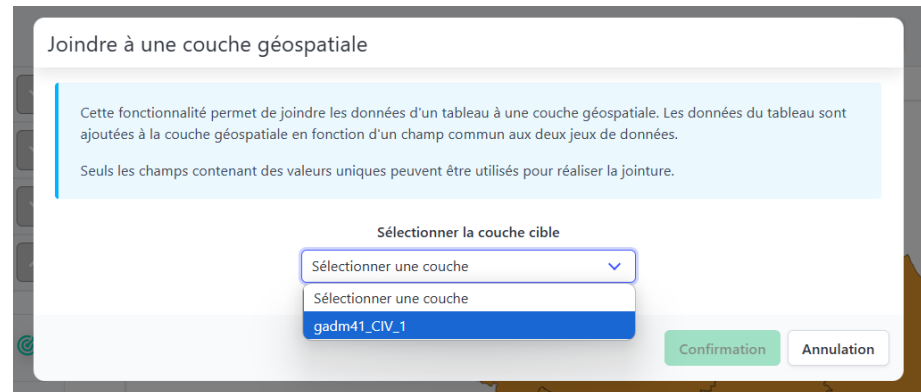 Joindre à une couche géospatiale
Cette fonctionnalité permet de joindre les données d'un tableau à une couche géospatiale. Les données du tableau sont
ajoutées à la couche géospatiale en fonction d'un champ commun aux deux jeux de données.
Seuls les champs contenant des valeurs uniques peuvent être utilisés pour réaliser la jointure.
Sélectionner la couche cible
Sélectionner une couche
Sélectionner une couche
gadm41_CIV_1
Confirmation
Annulation